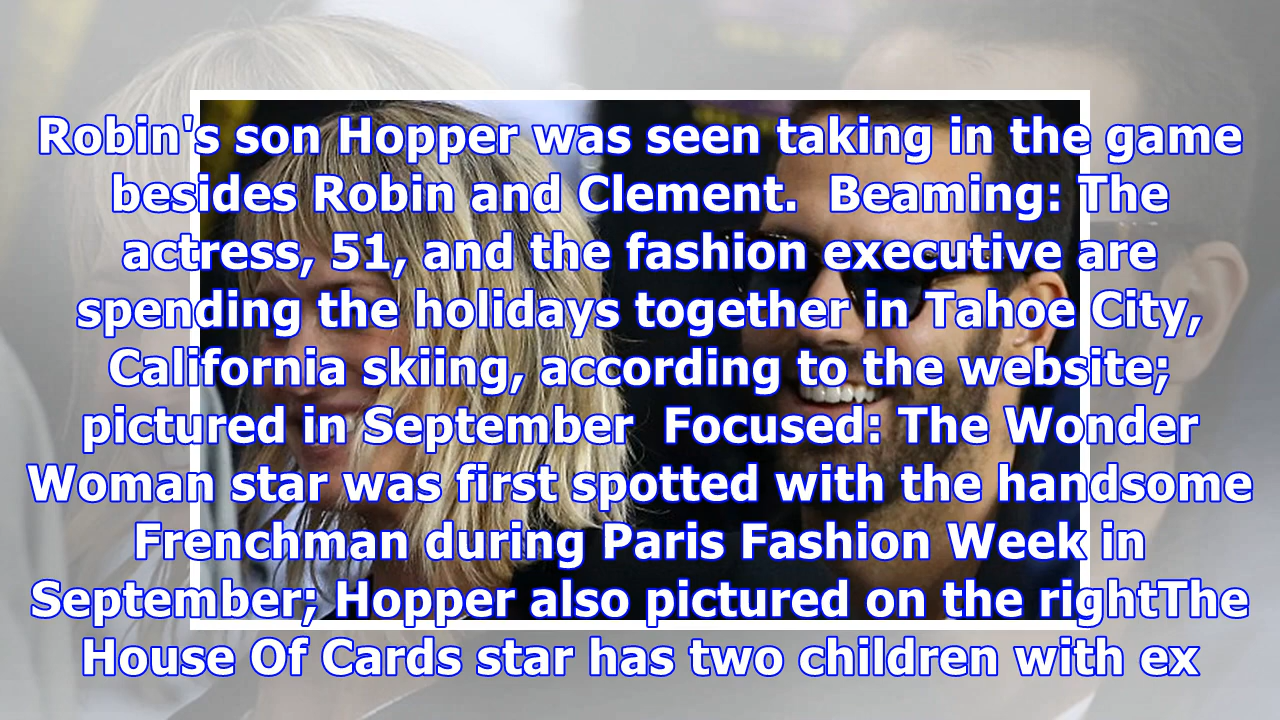 Robin's son Hopper was seen taking in the game
besides Robin and Clement.  Beaming: The
actress, 51, and the fashion executive are
spending the holidays together in Tahoe City,
California skiing, according to the website;
pictured in September  Focused: The Wonder
Woman star was first spotted with the handsome
Frenchman during Paris Fashion Week in
September; Hopper also pictured on the rightThe
House Of Cards star has two children with ex